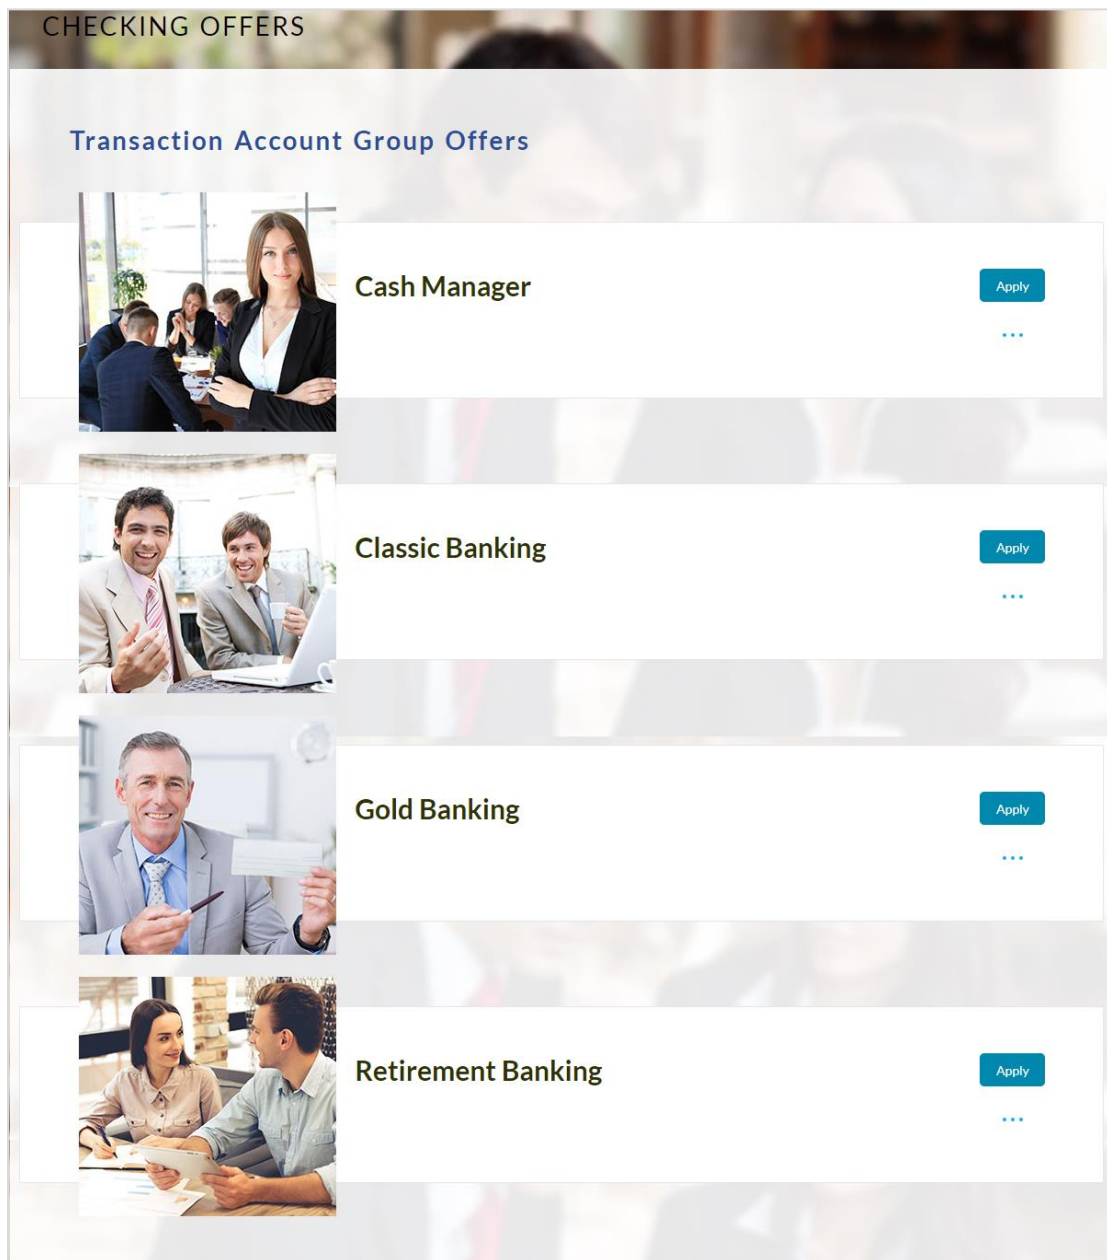 CHECKING OFFERS
Transaction Account Group Offers
Cash Manager
Apply
...
Classic Banking
Apply
...
Gold Banking
Apply
...
Retirement Banking
Apply
...